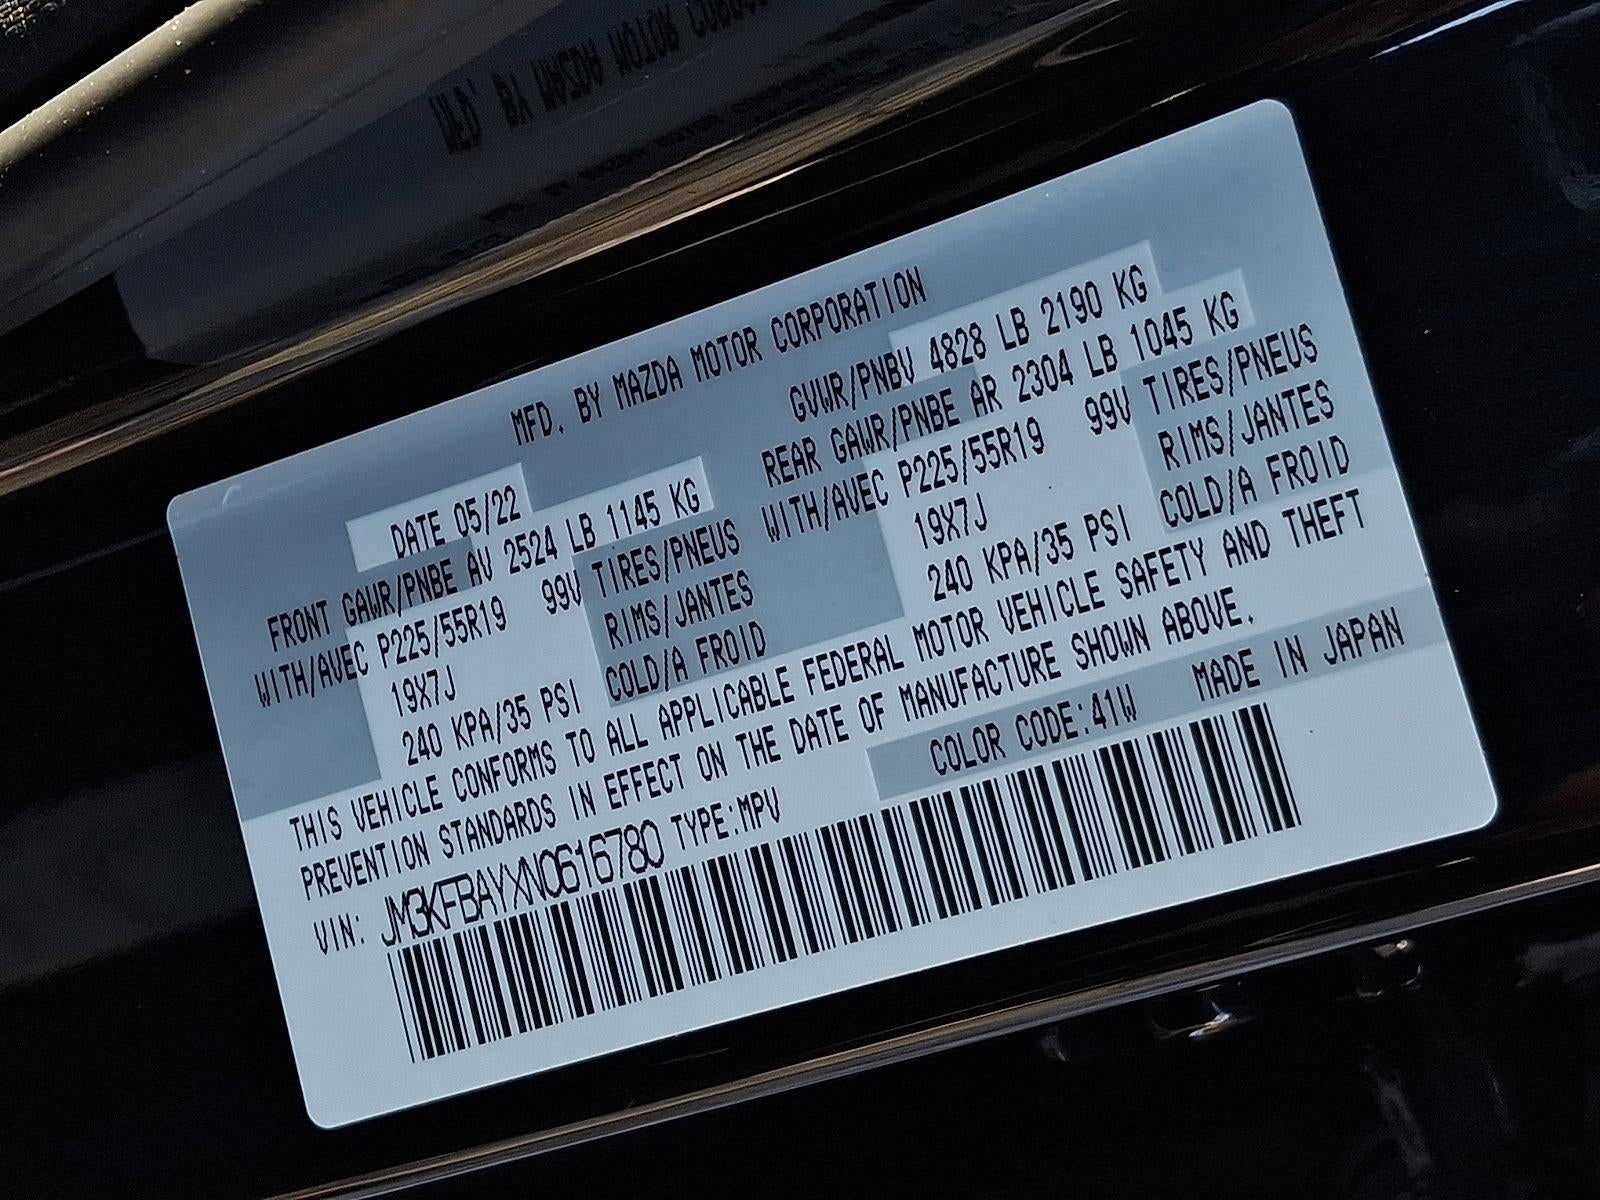 MFD. BY MAZDA MOTOR CORPORATION
DATE 05/22 GVWR/PNBV 4828 LB 2190 KG
FRONT GAWR/PNBE AV 2524 LB 1145 KG REAR GAWR/PNBE AR 2304 LB 1045 KG
WITH/AVEC P225/55R19 99V TIRES/PNEUS WITH/AVEC P225/55R19 99V TIRES/PNEUS
19X7J RIMS/JANTES 19X7J RIMS/JANTES
240 KPA/35 PSI COLD/A FROID 240 KPA/35 PSI COLD/A FROID
THIS VEHICLE CONFORMS TO ALL APPLICABLE FEDERAL MOTOR VEHICLE SAFETY AND THEFT
PREVENTION STANDARDS IN EFFECT ON THE DATE OF MANUFACTURE SHOWN ABOVE.
VIN: JM3KFBAYXN0616780 TYPE:MPV COLOR CODE:41W MADE IN JAPAN